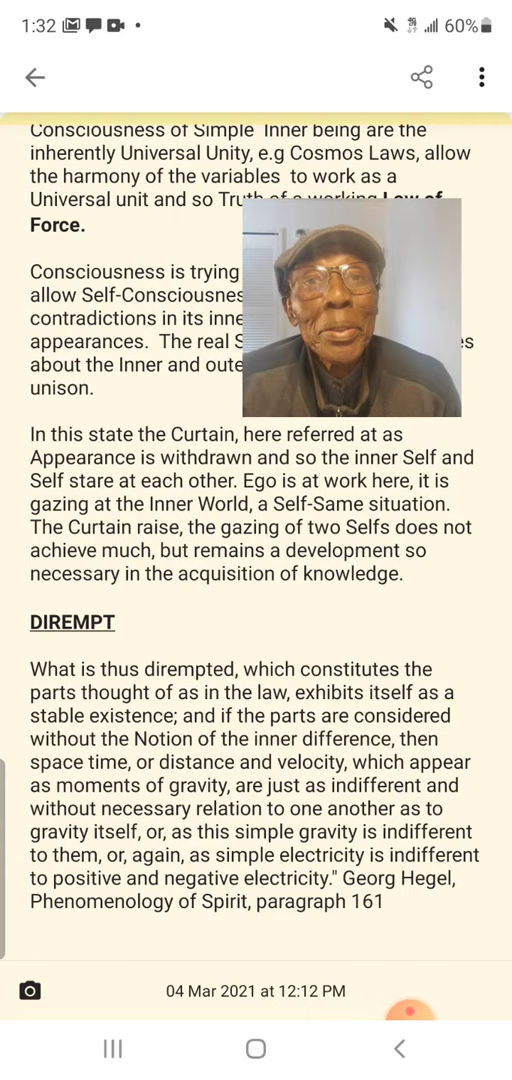 1:32
60%
Consciousness of Simple Inner being are the
inherently Universal Unity, e.g Cosmos Laws, allow
the harmony of the variables to work as a
Universal unit and so Truth of a working Law of
Force.
Consciousness is trying
allow Self-Consciousnes
contradictions in its inne
appearances. The real S es
about the Inner and oute
unison.
In this state the Curtain, here referred at as
Appearance is withdrawn and so the inner Self and
Self stare at each other. Ego is at work here, it is
gazing at the Inner World, a Self-Same situation.
The Curtain raise, the gazing of two Selfs does not
achieve much, but remains a development so
necessary in the acquisition of knowledge.
DIREMPT
What is thus dirempted, which constitutes the
parts thought of as in the law, exhibits itself as a
stable existence; and if the parts are considered
without the Notion of the inner difference, then
space time, or distance and velocity, which appear
as moments of gravity, are just as indifferent and
without necessary relation to one another as to
gravity itself, or, as this simple gravity is indifferent
to them, or, again, as simple electricity is indifferent
to positive and negative electricity." Georg Hegel,
Phenomenology of Spirit, paragraph 161
04 Mar 2021 at 12:12 PM